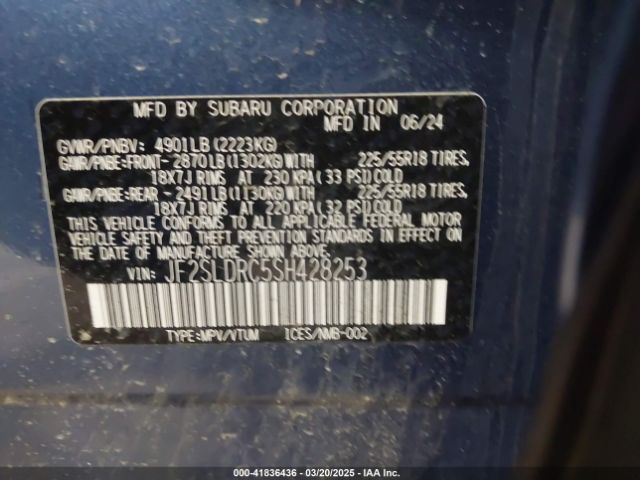 MFD BY SUBARU CORPORATION
MFD IN 06/24
GVWR/PNBV: 4901LB(2223KG)
GAWR/PNBE:FRONT-2870LB(1302KG)WITH 225/55R18 TIRES,
18X7J RIMS AT 230 KPA(33 PSI)COLD
GAWR/PNBE:REAR -2491LB(1130KG)WITH 225/55R18 TIRES,
18X7J RIMS AT 220 KPA(32 PSI)COLD
THIS VEHICLE CONFORMS TO ALL APPLICABLE FEDERAL MOTOR
VEHICLE SAFETY AND THEFT PREVENTION STANDARDS IN EFFECT
ON THE DATE OF MANUFACTURE SHOWN ABOVE.
VIN: JF2SLDRC5SH428253
TYPE:MPV/VTUM ICES/NMB-002
000-41836436 - 03/20/2025 - IAA Inc.